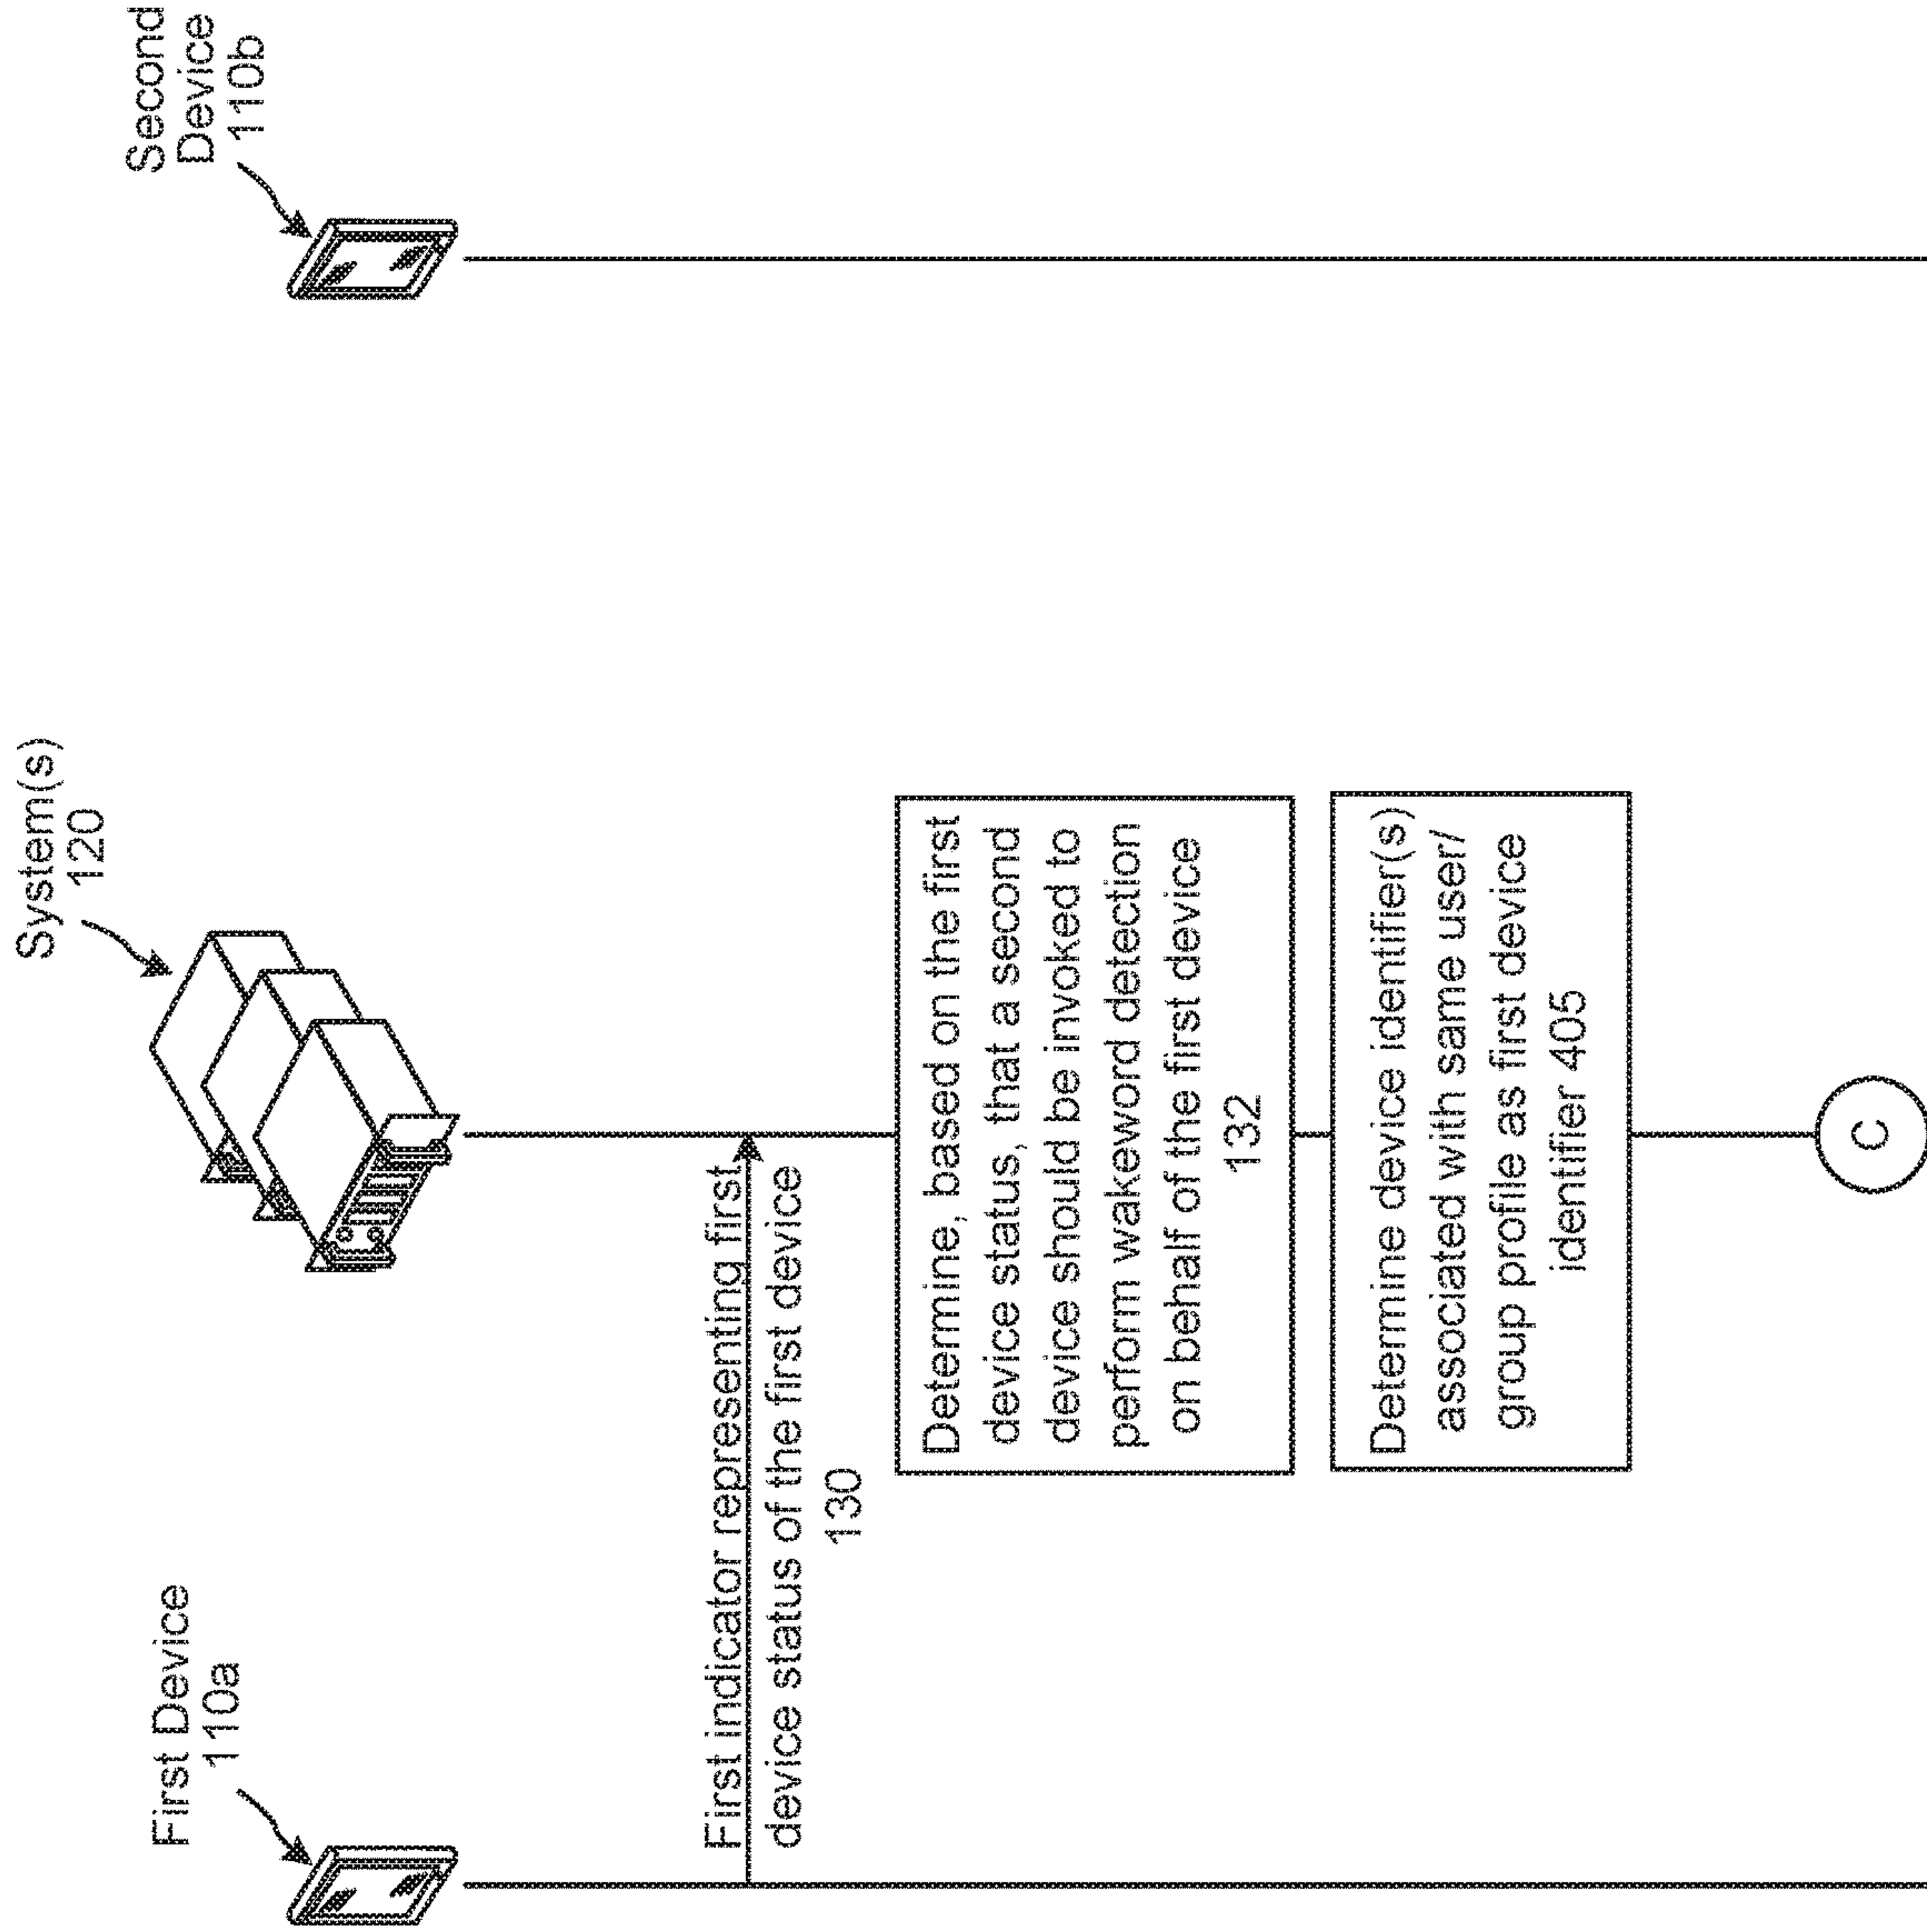 First Device
110a
System(s)
120
Second
Device
110b
First indicator representing first
device status of the first device
130
Determine, based on the first
device status, that a second
device should be invoked to
perform wakeword detection
on behalf of the first device
132
Determine device identifier(s)
associated with same user/
group profile as first device
identifier 405
C